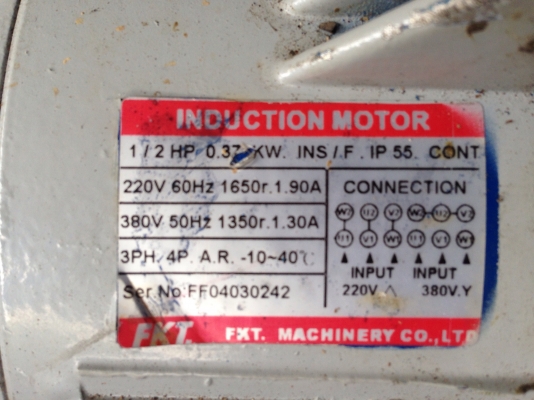 INDUCTION MOTOR
1/2 HP 0.37 KW. INS/F. IP 55. CONT
220V 60Hz 1650r.1.90A
CONNECTION
380V 50Hz 1350r.1.30A
W2 U2 V2 W2 U2 V2
3PH. 4P. A.R. -10~40℃
U1 V1 W1 U1 V1 W1
INPUT INPUT
Ser.No:FF04030242
220V △ 380V.Y
FXT. FXT. MACHINERY CO., LTD